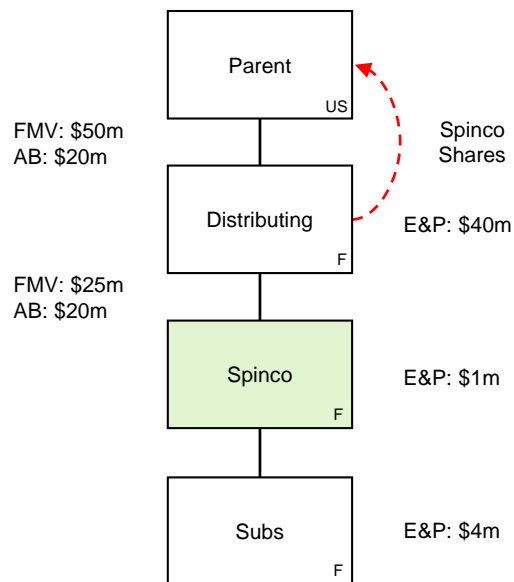 Parent
US
FMV: $50m
AB: $20m
Spinco
Shares
Distributing
F
E&P: $40m
FMV: $25m
AB: $20m
Spinco
F
E&P: $1m
Subs
F
E&P: $4m